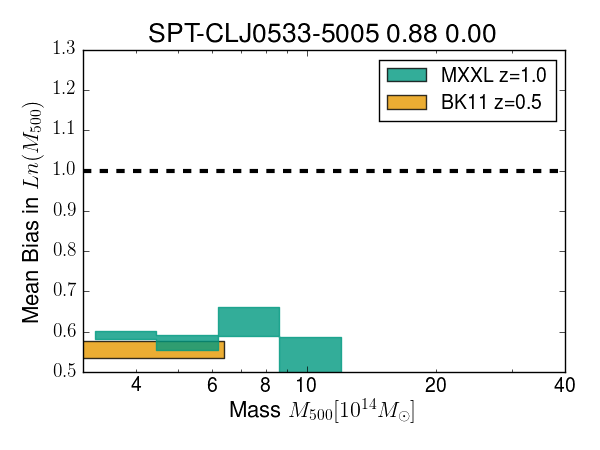 SPT-CLJ0533-5005 0.88 0.00
MXXL z=1.0
BK11 z=0.5
1.3
1.2
1.1
1.0
0.9
0.8
0.7
0.6
0.5
Mean Bias in Ln(M500)
4 6 8 10 20 40
Mass M500[10^14 M⊙]